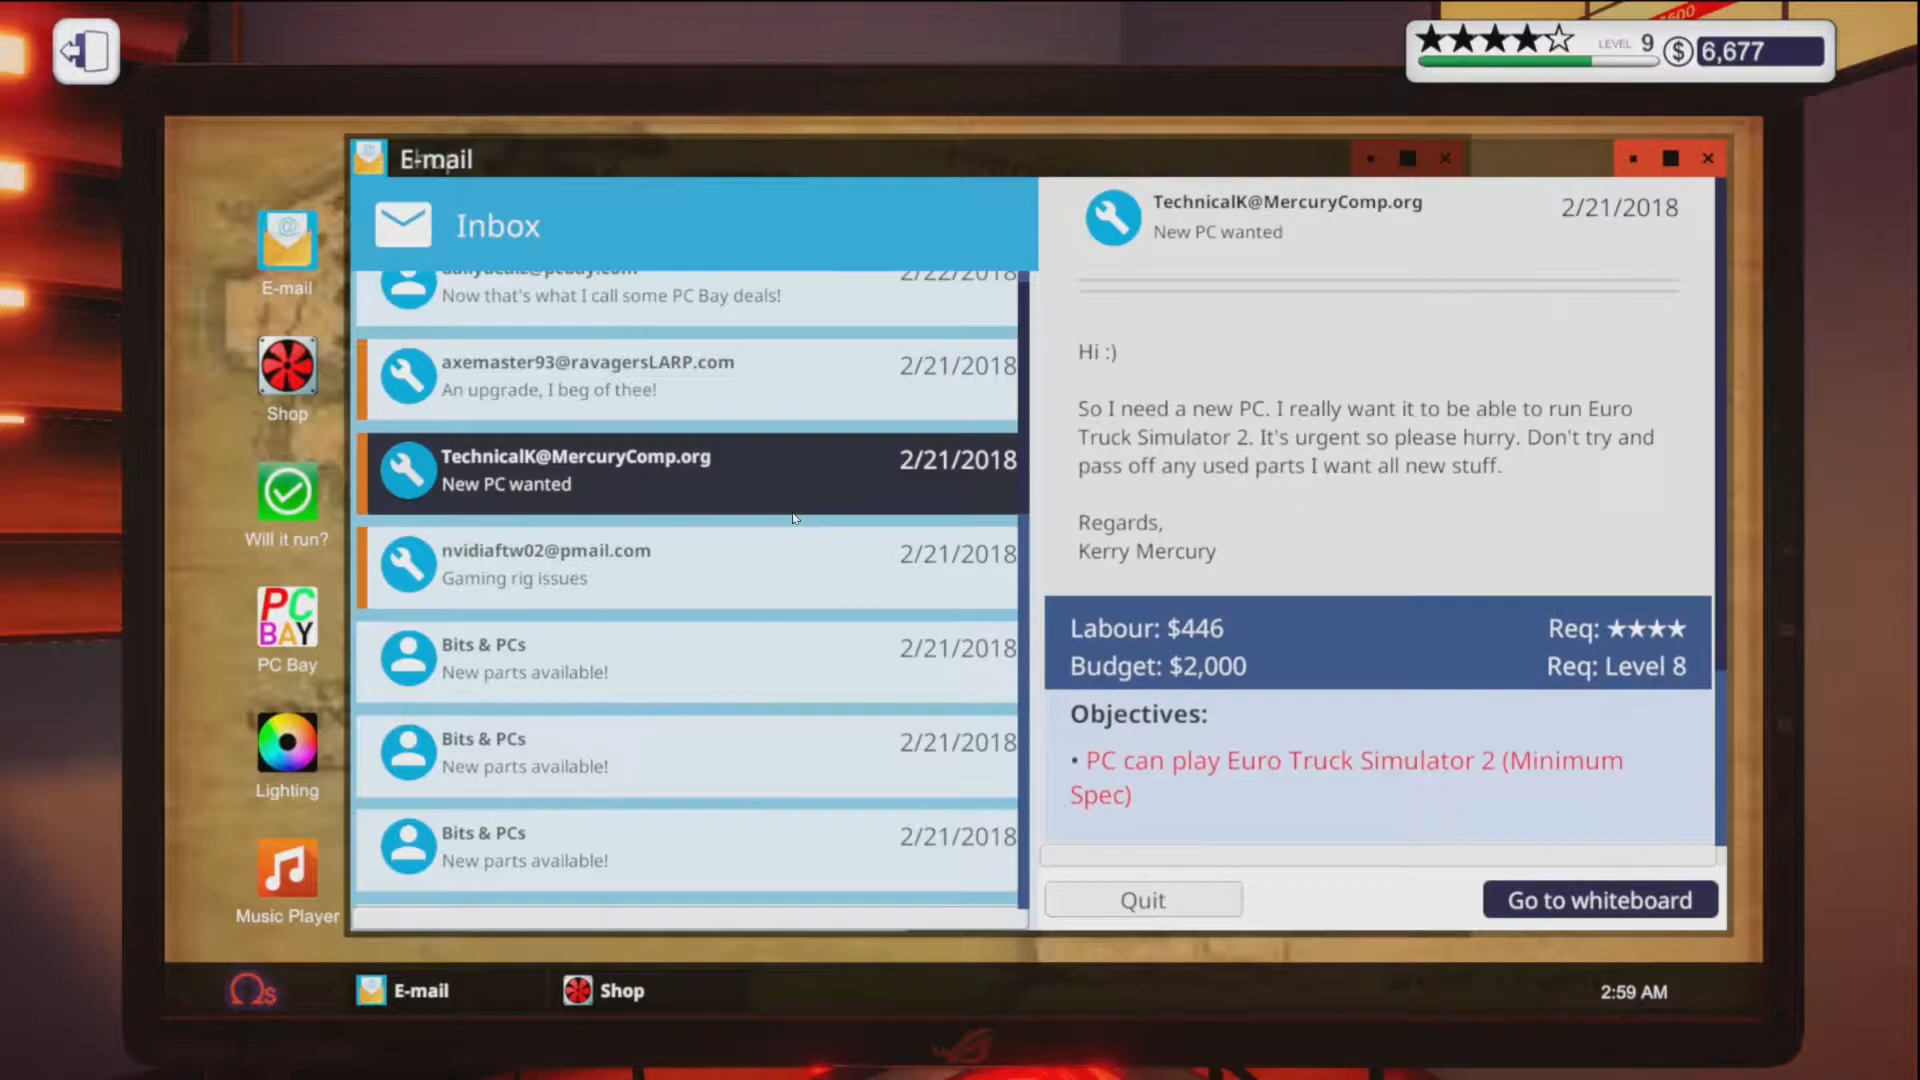 LEVEL 9
$ 6,677
E-mail
Inbox
E-mail
Shop
Will it run?
PC BAY
PC Bay
Lighting
Music Player
dailydealz@pcbay.com
2/22/2018
Now that's what I call some PC Bay deals!
axemaster93@ravagersLARP.com
2/21/2018
An upgrade, I beg of thee!
TechnicalK@MercuryComp.org
2/21/2018
New PC wanted
nvidiaftw02@pmail.com
2/21/2018
Gaming rig issues
Bits & PCs
2/21/2018
New parts available!
Bits & PCs
2/21/2018
New parts available!
Bits & PCs
2/21/2018
New parts available!
TechnicalK@MercuryComp.org
2/21/2018
New PC wanted
Hi :)
So I need a new PC. I really want it to be able to run Euro
Truck Simulator 2. It's urgent so please hurry. Don't try and
pass off any used parts I want all new stuff.
Regards,
Kerry Mercury
Labour: $446
Req: ★★★★
Budget: $2,000
Req: Level 8
Objectives:
• PC can play Euro Truck Simulator 2 (Minimum
Spec)
Quit
Go to whiteboard
Ωs
E-mail
Shop
2:59 AM